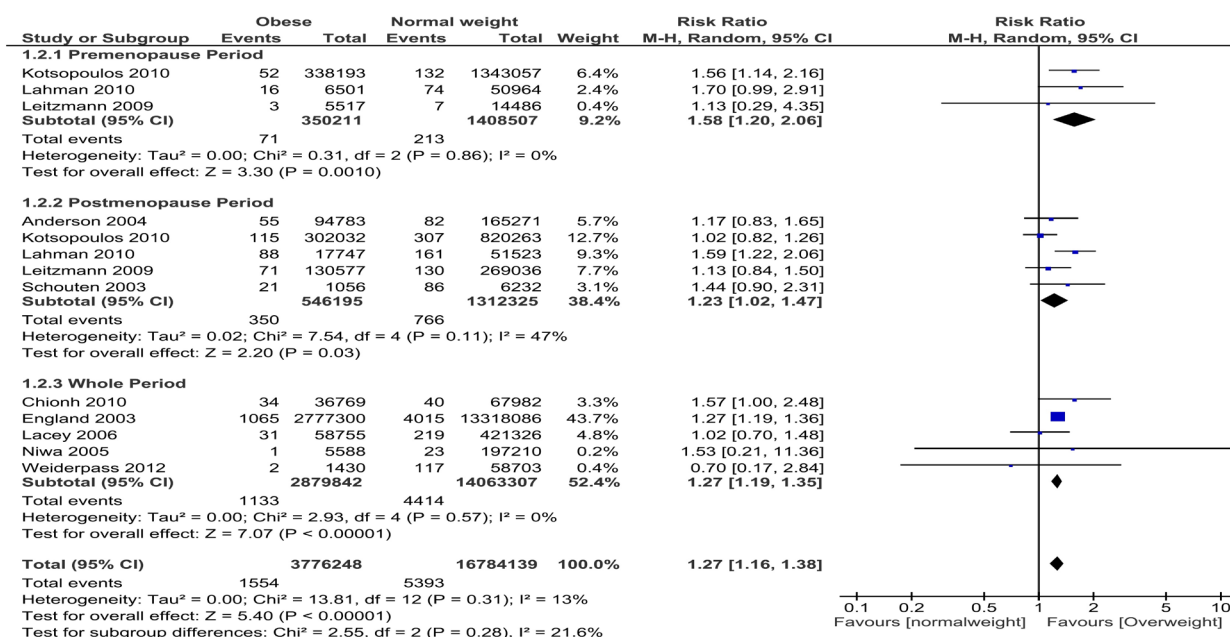 Obese Normal weight Risk Ratio Risk Ratio
Study or Subgroup Events Total Events Total Weight M-H, Random, 95% CI M-H, Random, 95% CI
1.2.1 Premenopause Period
Kotsopoulos 2010 52 338193 132 1343057 6.4% 1.56 [1.14, 2.16]
Lahman 2010 16 6501 74 50964 2.4% 1.70 [0.99, 2.91]
Leitzmann 2009 3 5517 7 14486 0.4% 1.13 [0.29, 4.35]
Subtotal (95% CI) 350211 1408507 9.2% 1.58 [1.20, 2.06]
Total events 71 213
Heterogeneity: Tau² = 0.00; Chi² = 0.31, df = 2 (P = 0.86); I² = 0%
Test for overall effect: Z = 3.30 (P = 0.0010)
1.2.2 Postmenopause Period
Anderson 2004 55 94783 82 165271 5.7% 1.17 [0.83, 1.65]
Kotsopoulos 2010 115 302032 307 820263 12.7% 1.02 [0.82, 1.26]
Lahman 2010 88 17747 161 51523 9.3% 1.59 [1.22, 2.06]
Leitzmann 2009 71 130577 130 269036 7.7% 1.13 [0.84, 1.50]
Schouten 2003 21 1056 86 6232 3.1% 1.44 [0.90, 2.31]
Subtotal (95% CI) 546195 1312325 38.4% 1.23 [1.02, 1.47]
Total events 350 766
Heterogeneity: Tau² = 0.02; Chi² = 7.54, df = 4 (P = 0.11); I² = 47%
Test for overall effect: Z = 2.20 (P = 0.03)
1.2.3 Whole Period
Chionh 2010 34 36769 40 67982 3.3% 1.57 [1.00, 2.48]
England 2003 1065 2777300 4015 13318086 43.7% 1.27 [1.19, 1.36]
Lacey 2006 31 58755 219 421326 4.8% 1.02 [0.70, 1.48]
Niwa 2005 1 5588 23 197210 0.2% 1.53 [0.21, 11.36]
Weiderpass 2012 2 1430 117 58703 0.4% 0.70 [0.17, 2.84]
Subtotal (95% CI) 2879842 14063307 52.4% 1.27 [1.19, 1.35]
Total events 1133 4414
Heterogeneity: Tau² = 0.00; Chi² = 2.93, df = 4 (P = 0.57); I² = 0%
Test for overall effect: Z = 7.07 (P < 0.00001)
Total (95% CI) 3776248 16784139 100.0% 1.27 [1.16, 1.38]
Total events 1554 5393
Heterogeneity: Tau² = 0.00; Chi² = 13.81, df = 12 (P = 0.31); I² = 13%
Test for overall effect: Z = 5.40 (P < 0.00001)
Test for subgroup differences: Chi² = 2.55, df = 2 (P = 0.28), I² = 21.6%
0.1 0.2 0.5 1 2 5 10
Favours [normalweight] Favours [Overweight]